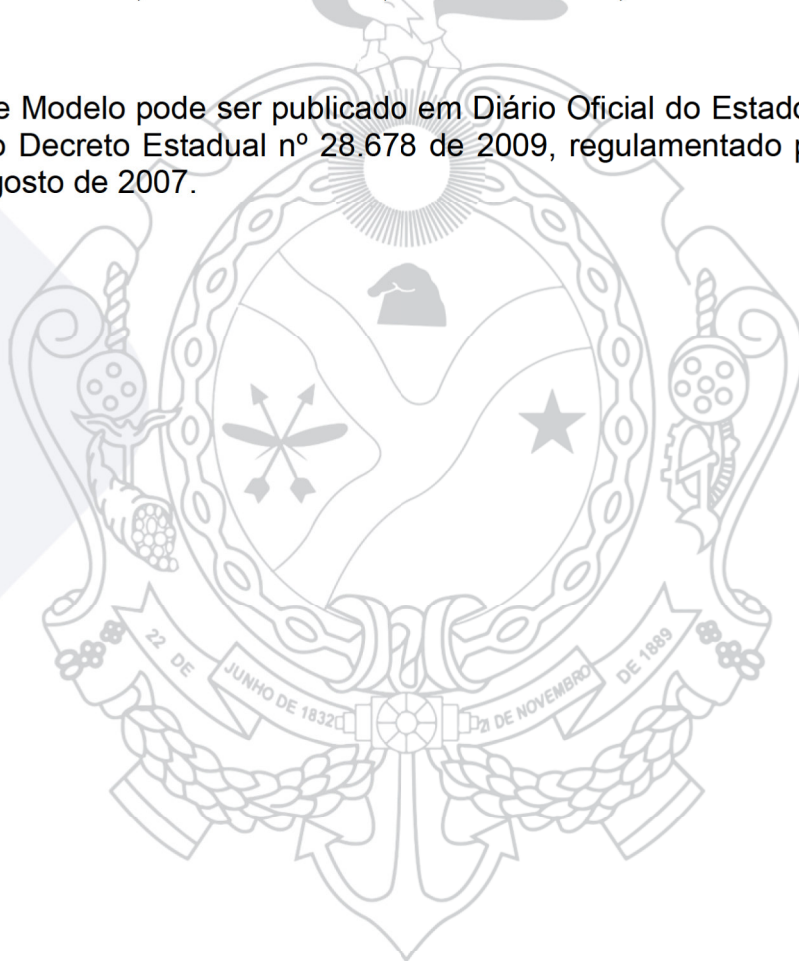 e Modelo pode ser publicado em Diário Oficial do Estado
o Decreto Estadual nº 28.678 de 2009, regulamentado p
gosto de 2007.
22 DE
JUNHO DE 1832
21 DE NOVEMBRO
DE 1889